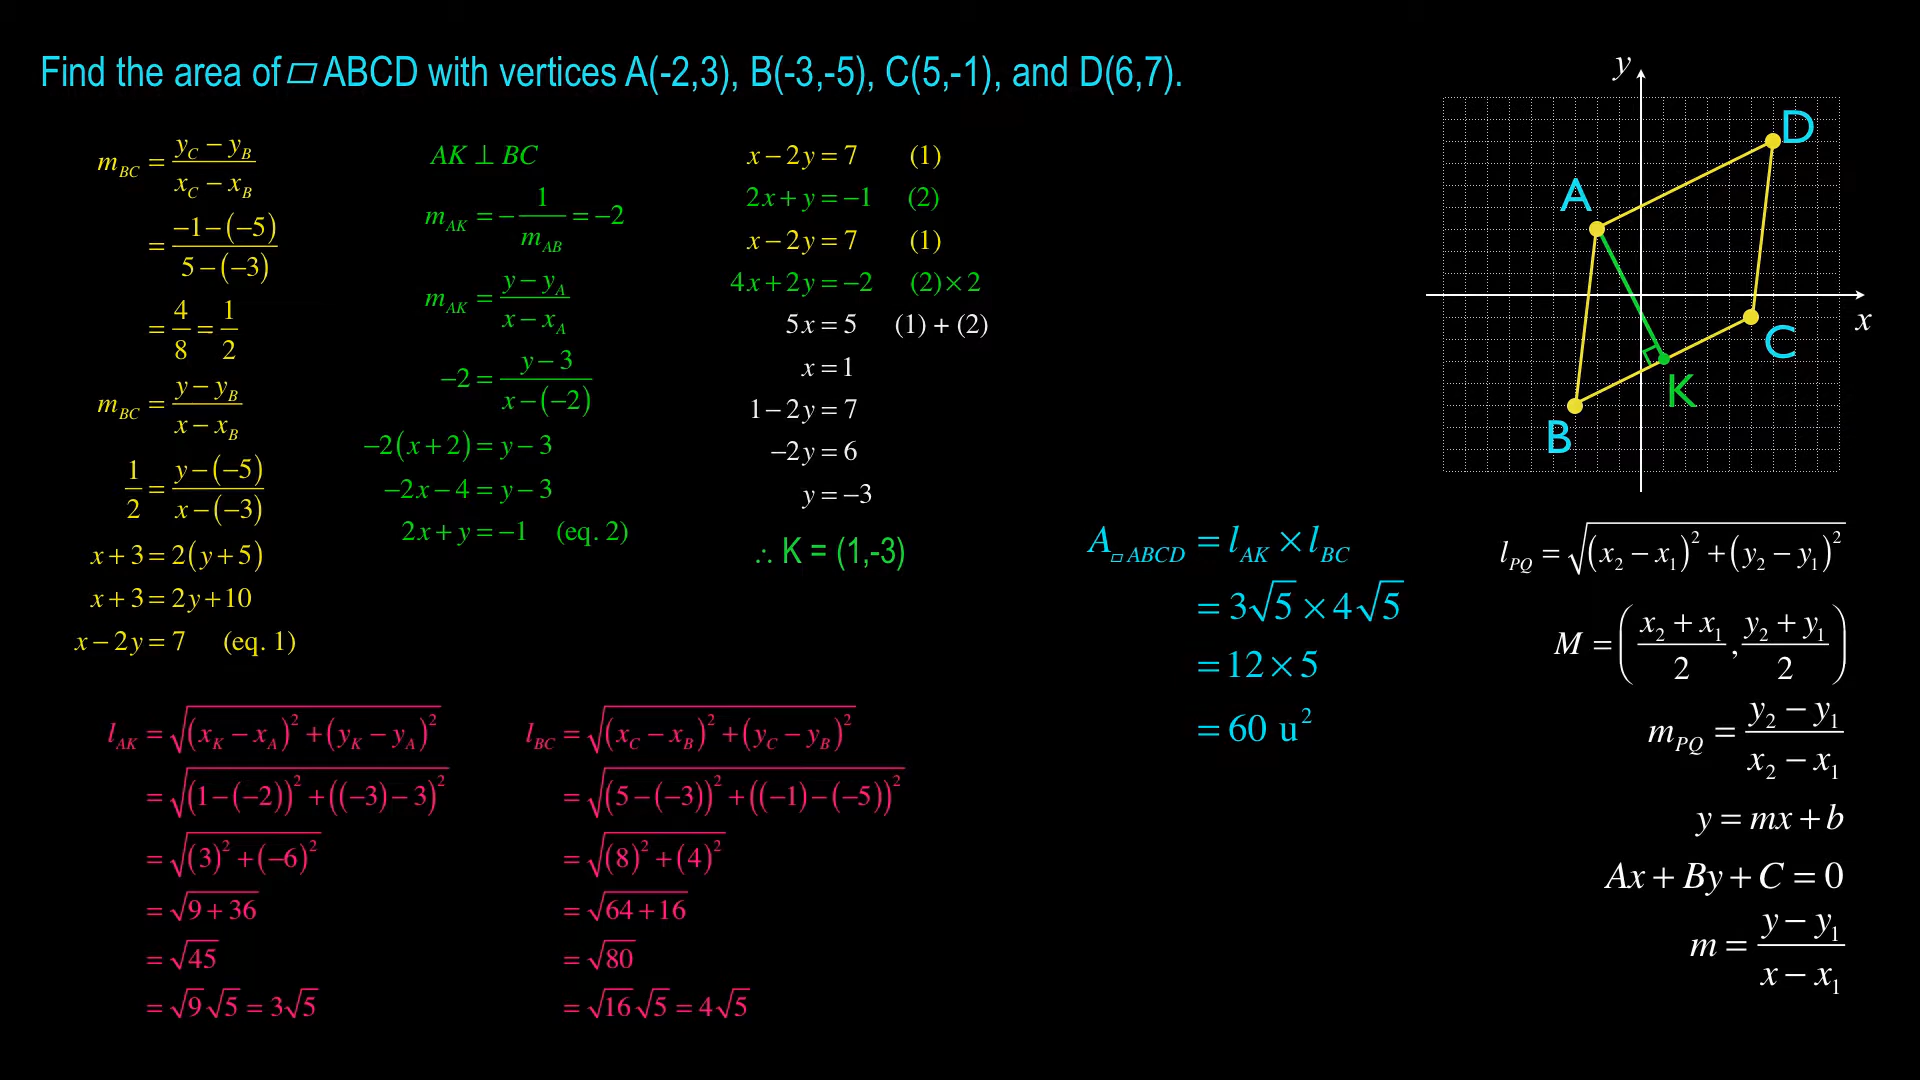 Find the area of ▱ ABCD with vertices A(-2,3), B(-3,-5), C(5,-1), and D(6,7).
m_BC = (y_C − y_B)/(x_C − x_B)
= (−1−(−5))/(5−(−3))
= 4/8 = 1/2
m_BC = (y − y_B)/(x − x_B)
1/2 = (y−(−5))/(x−(−3))
x+3 = 2(y+5)
x+3 = 2y+10
x−2y = 7 (eq. 1)
AK ⊥ BC
m_AK = −1/m_AB = −2
m_AK = (y − y_A)/(x − x_A)
−2 = (y−3)/(x−(−2))
−2(x+2) = y−3
−2x−4 = y−3
2x+y = −1 (eq. 2)
x−2y = 7 (1)
2x+y = −1 (2)
x−2y = 7 (1)
4x+2y = −2 (2)×2
5x = 5 (1) + (2)
x = 1
1−2y = 7
−2y = 6
y = −3
∴ K = (1,-3)
l_AK = √((x_K − x_A)² + (y_K − y_A)²)
= √((1−(−2))² + ((−3)−3)²)
= √((3)² + (−6)²)
= √(9+36)
= √45
= √9√5 = 3√5
l_BC = √((x_C − x_B)² + (y_C − y_B)²)
= √((5−(−3))² + ((−1)−(−5))²)
= √((8)² + (4)²)
= √(64+16)
= √80
= √16√5 = 4√5
A_▱ABCD = l_AK × l_BC
= 3√5 × 4√5
= 12×5
= 60 u²
y
D
A
x
C
K
B
l_PQ = √((x₂ − x₁)² + (y₂ − y₁)²)
M = ((x₂ + x₁)/2, (y₂ + y₁)/2)
m_PQ = (y₂ − y₁)/(x₂ − x₁)
y = mx + b
Ax + By + C = 0
m = (y − y₁)/(x − x₁)